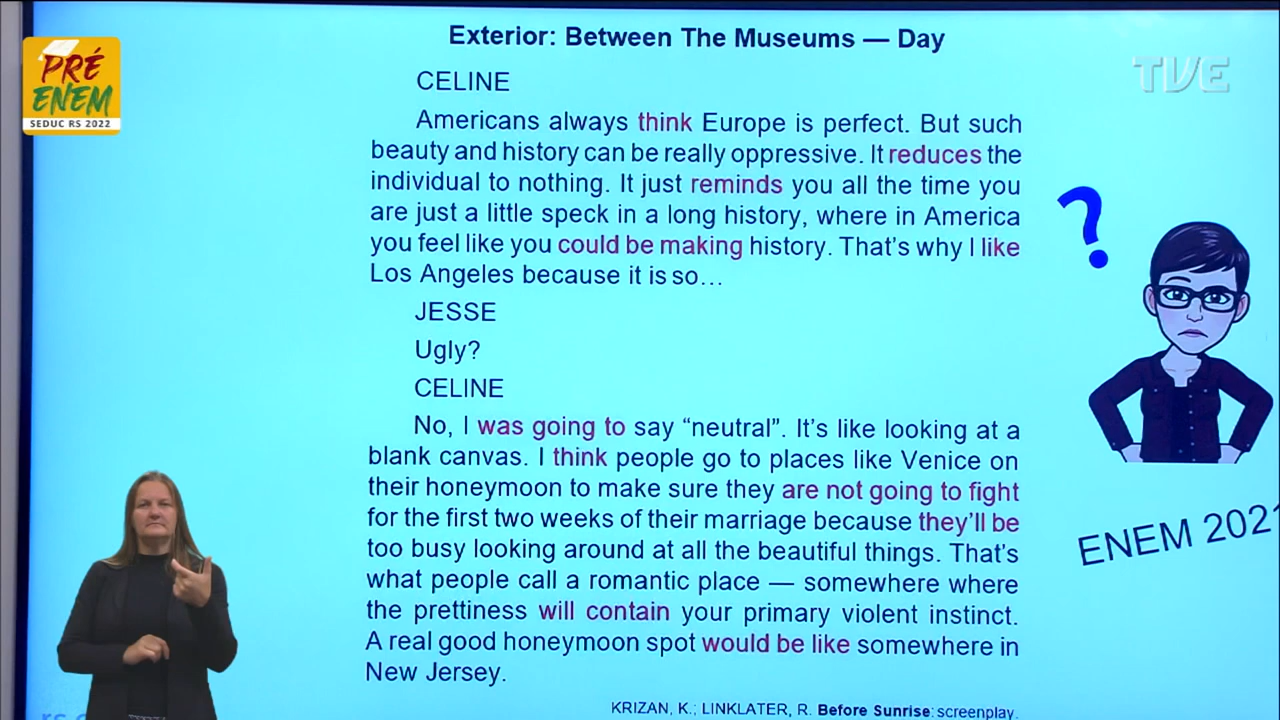 PRÉ
ENEM
SEDUC RS 2022
TVE
Exterior: Between The Museums — Day
CELINE
Americans always think Europe is perfect. But such
beauty and history can be really oppressive. It reduces the
individual to nothing. It just reminds you all the time you
are just a little speck in a long history, where in America
you feel like you could be making history. That's why I like
Los Angeles because it is so...
JESSE
Ugly?
CELINE
No, I was going to say “neutral”. It's like looking at a
blank canvas. I think people go to places like Venice on
their honeymoon to make sure they are not going to fight
for the first two weeks of their marriage because they'll be
too busy looking around at all the beautiful things. That's
what people call a romantic place — somewhere where
the prettiness will contain your primary violent instinct.
A real good honeymoon spot would be like somewhere in
New Jersey.
KRIZAN, K.; LINKLATER, R. Before Sunrise: screenplay.
?
ENEM 2021